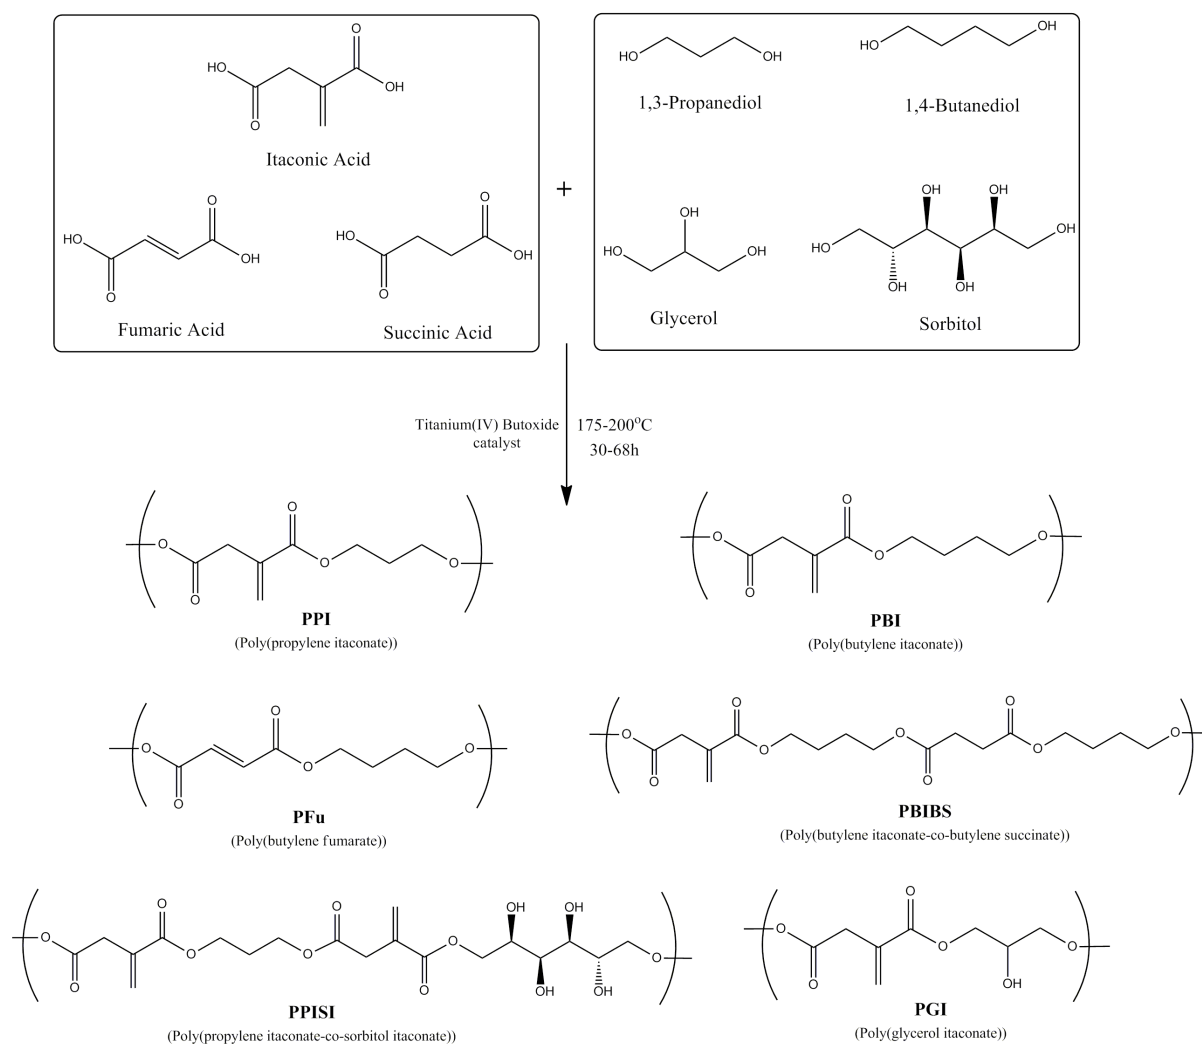 O
HO
OH
O
Itaconic Acid
O
HO
OH
O
Fumaric Acid
O
HO
OH
O
Succinic Acid
+
HO
OH
1,3-Propanediol
HO
OH
1,4-Butanediol
OH
HO
OH
Glycerol
OH
OH
HO
OH
OH
OH
Sorbitol
Titanium(IV) Butoxide
catalyst
175-200°C
30-68h
O
O
O
O
O
PPI
(Poly(propylene itaconate))
O
O
O
O
O
PBI
(Poly(butylene itaconate))
O
O
O
O
O
PFu
(Poly(butylene fumarate))
O
O
O
O
O
O
O
O
O
PBIBS
(Poly(butylene itaconate-co-butylene succinate))
O
O
O
O
O
O
O
O
O
OH
OH
OH
OH
PPISI
(Poly(propylene itaconate-co-sorbitol itaconate))
O
O
O
O
O
OH
PGI
(Poly(glycerol itaconate))